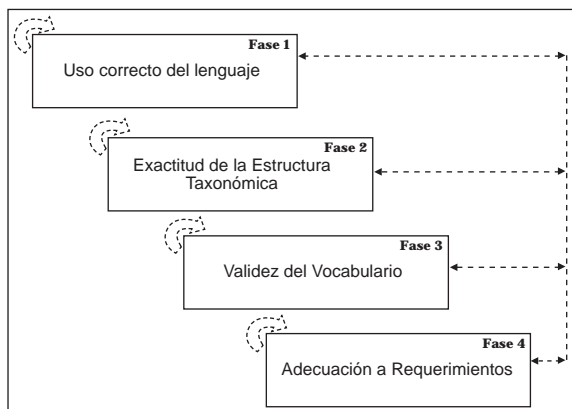 Fase 1
Uso correcto del lenguaje
Fase 2
Exactitud de la Estructura
Taxonómica
Fase 3
Validez del Vocabulario
Fase 4
Adecuación a Requerimientos